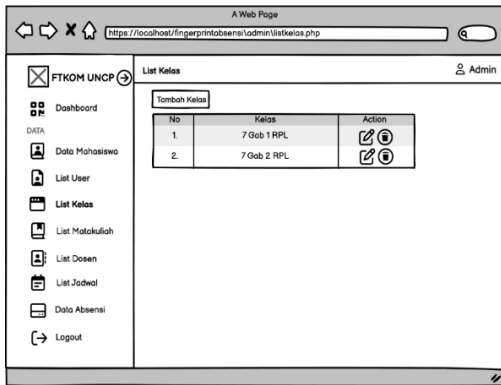 A Web Page
https://localhost/fingerprintabsensi\admin\listkelas.php
FTKOM UNCP
List Kelas
Admin
Dashboard
DATA
Data Mahasiswa
List User
List Kelas
List Matakuliah
List Dosen
List Jadwal
Data Absensi
Logout
Tambah Kelas
No Kelas Action
1. 7 Gab 1 RPL
2. 7 Gab 2 RPL